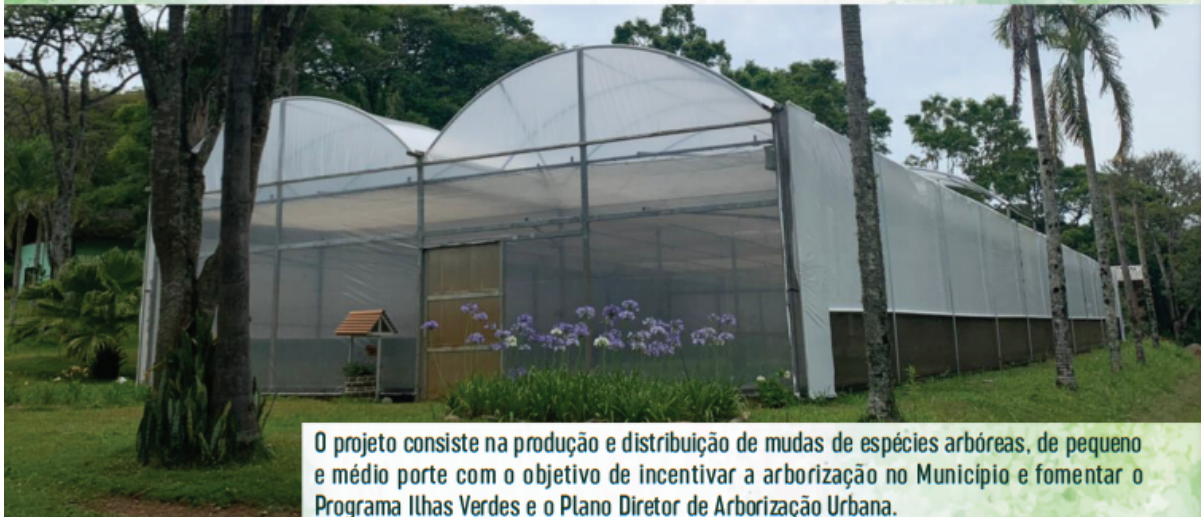 O projeto consiste na produção e distribuição de mudas de espécies arbóreas, de pequeno
e médio porte com o objetivo de incentivar a arborização no Município e fomentar o
Programa Ilhas Verdes e o Plano Diretor de Arborização Urbana.